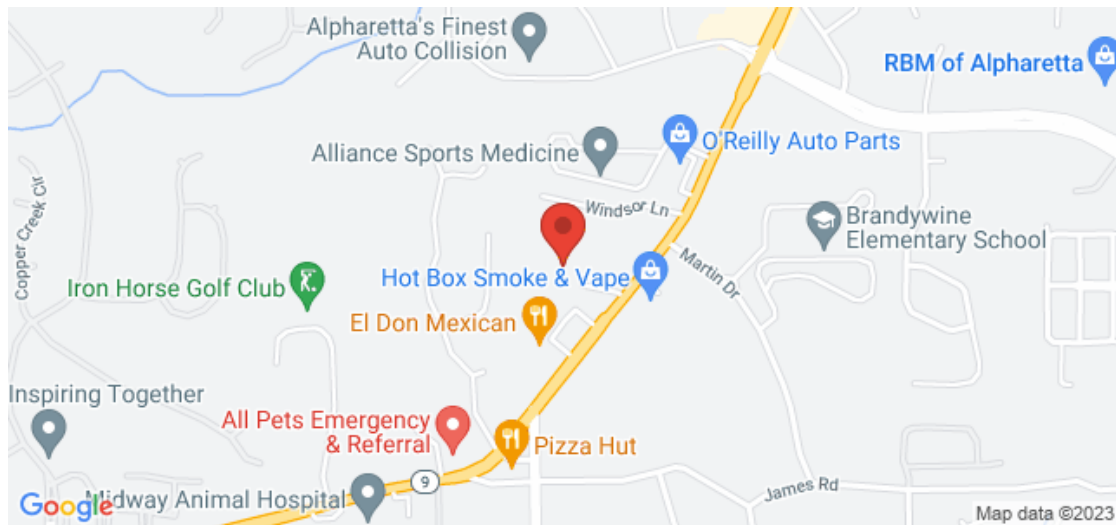 Alpharetta's Finest
Auto Collision
RBM of Alpharetta
O'Reilly Auto Parts
Alliance Sports Medicine
Copper Creek Cir
Windsor Ln
Brandywine
Elementary School
Martin Dr
Iron Horse Golf Club
Hot Box Smoke & Vape
El Don Mexican
Inspiring Together
All Pets Emergency
& Referral
Pizza Hut
9
Midway Animal Hospital
James Rd
Google
Map data ©2023